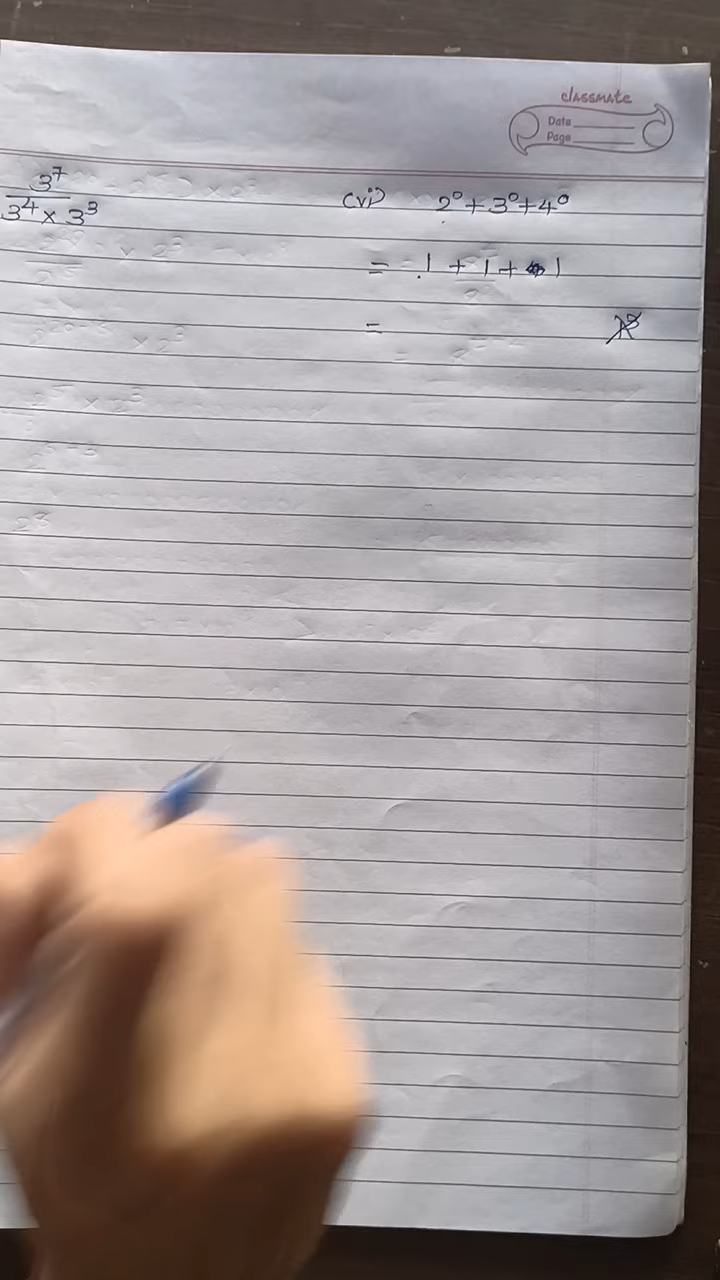 classmate
Date
Page
3⁷
3⁴ × 3³
(vi) 2⁰ + 3⁰ + 4⁰
= 1 + 1 + 1
=